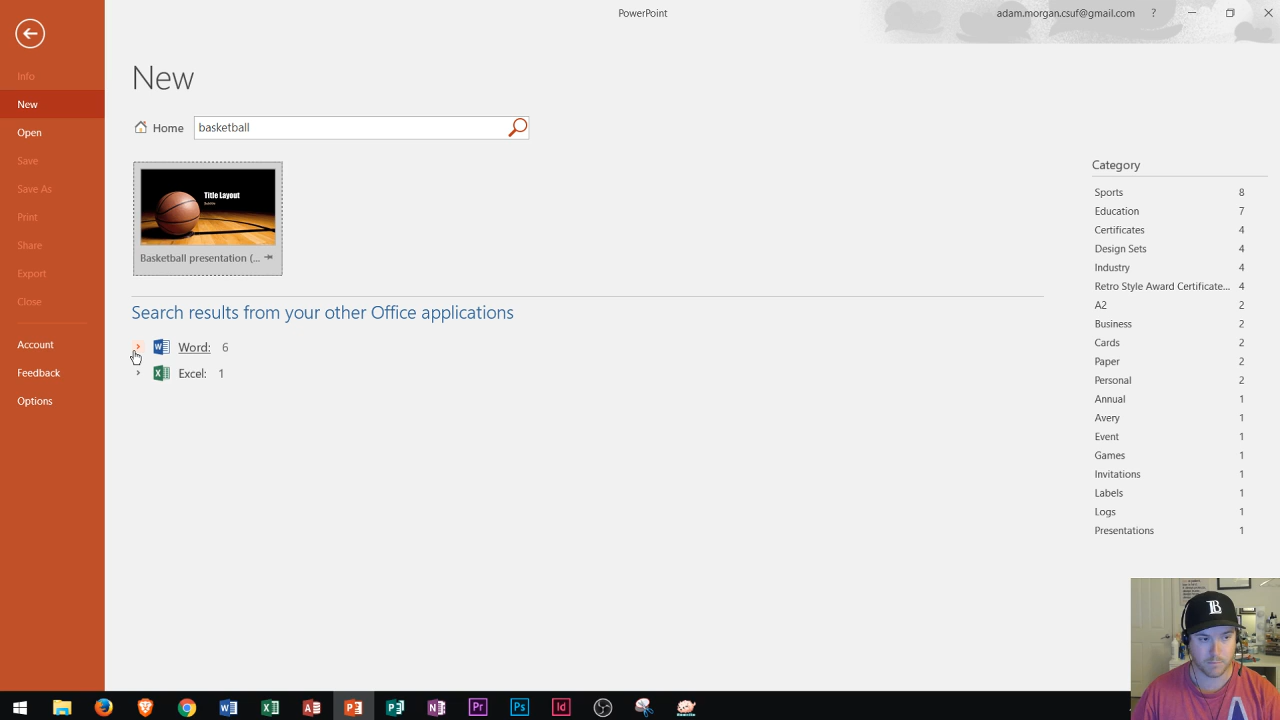 PowerPoint
adam.morgan.csuf@gmail.com
?
Info
New
Open
Save
Save As
Print
Share
Export
Close
Account
Feedback
Options
New
Home
basketball
Title Layout
Subtitle
Basketball presentation (...
Search results from your other Office applications
Word: 6
Excel: 1
Category
Sports 8
Education 7
Certificates 4
Design Sets 4
Industry 4
Retro Style Award Certificate... 4
A2 2
Business 2
Cards 2
Paper 2
Personal 2
Annual 1
Avery 1
Event 1
Games 1
Invitations 1
Labels 1
Logs 1
Presentations 1
B
Pr
Ps
Id